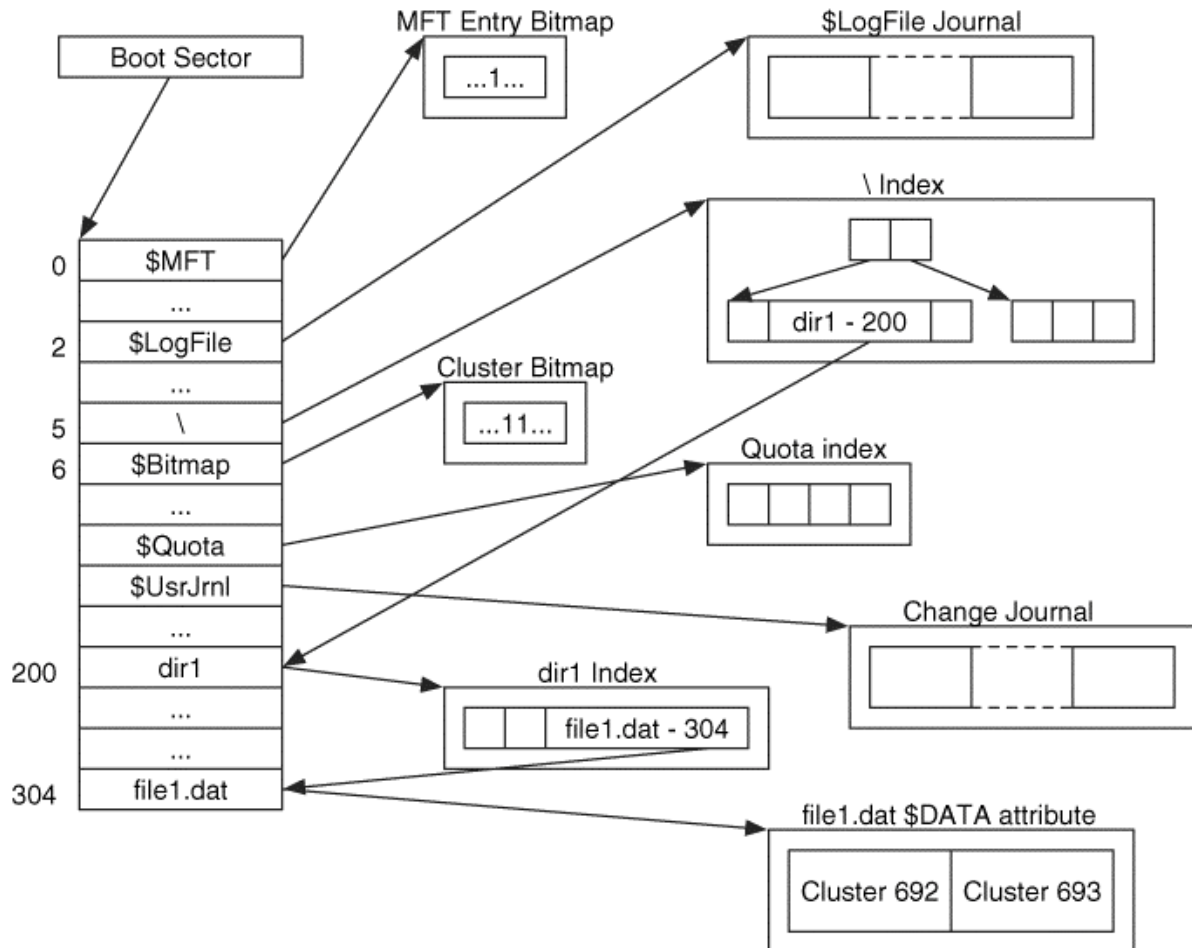 MFT Entry Bitmap
$LogFile Journal
Boot Sector
...1...
\ Index
0 $MFT
...
2 $LogFile
dir1 - 200
...
Cluster Bitmap
5 \
...11...
6 $Bitmap
Quota index
...
$Quota
$UsrJrnl
Change Journal
...
200 dir1
dir1 Index
...
file1.dat - 304
...
304 file1.dat
file1.dat $DATA attribute
Cluster 692 Cluster 693